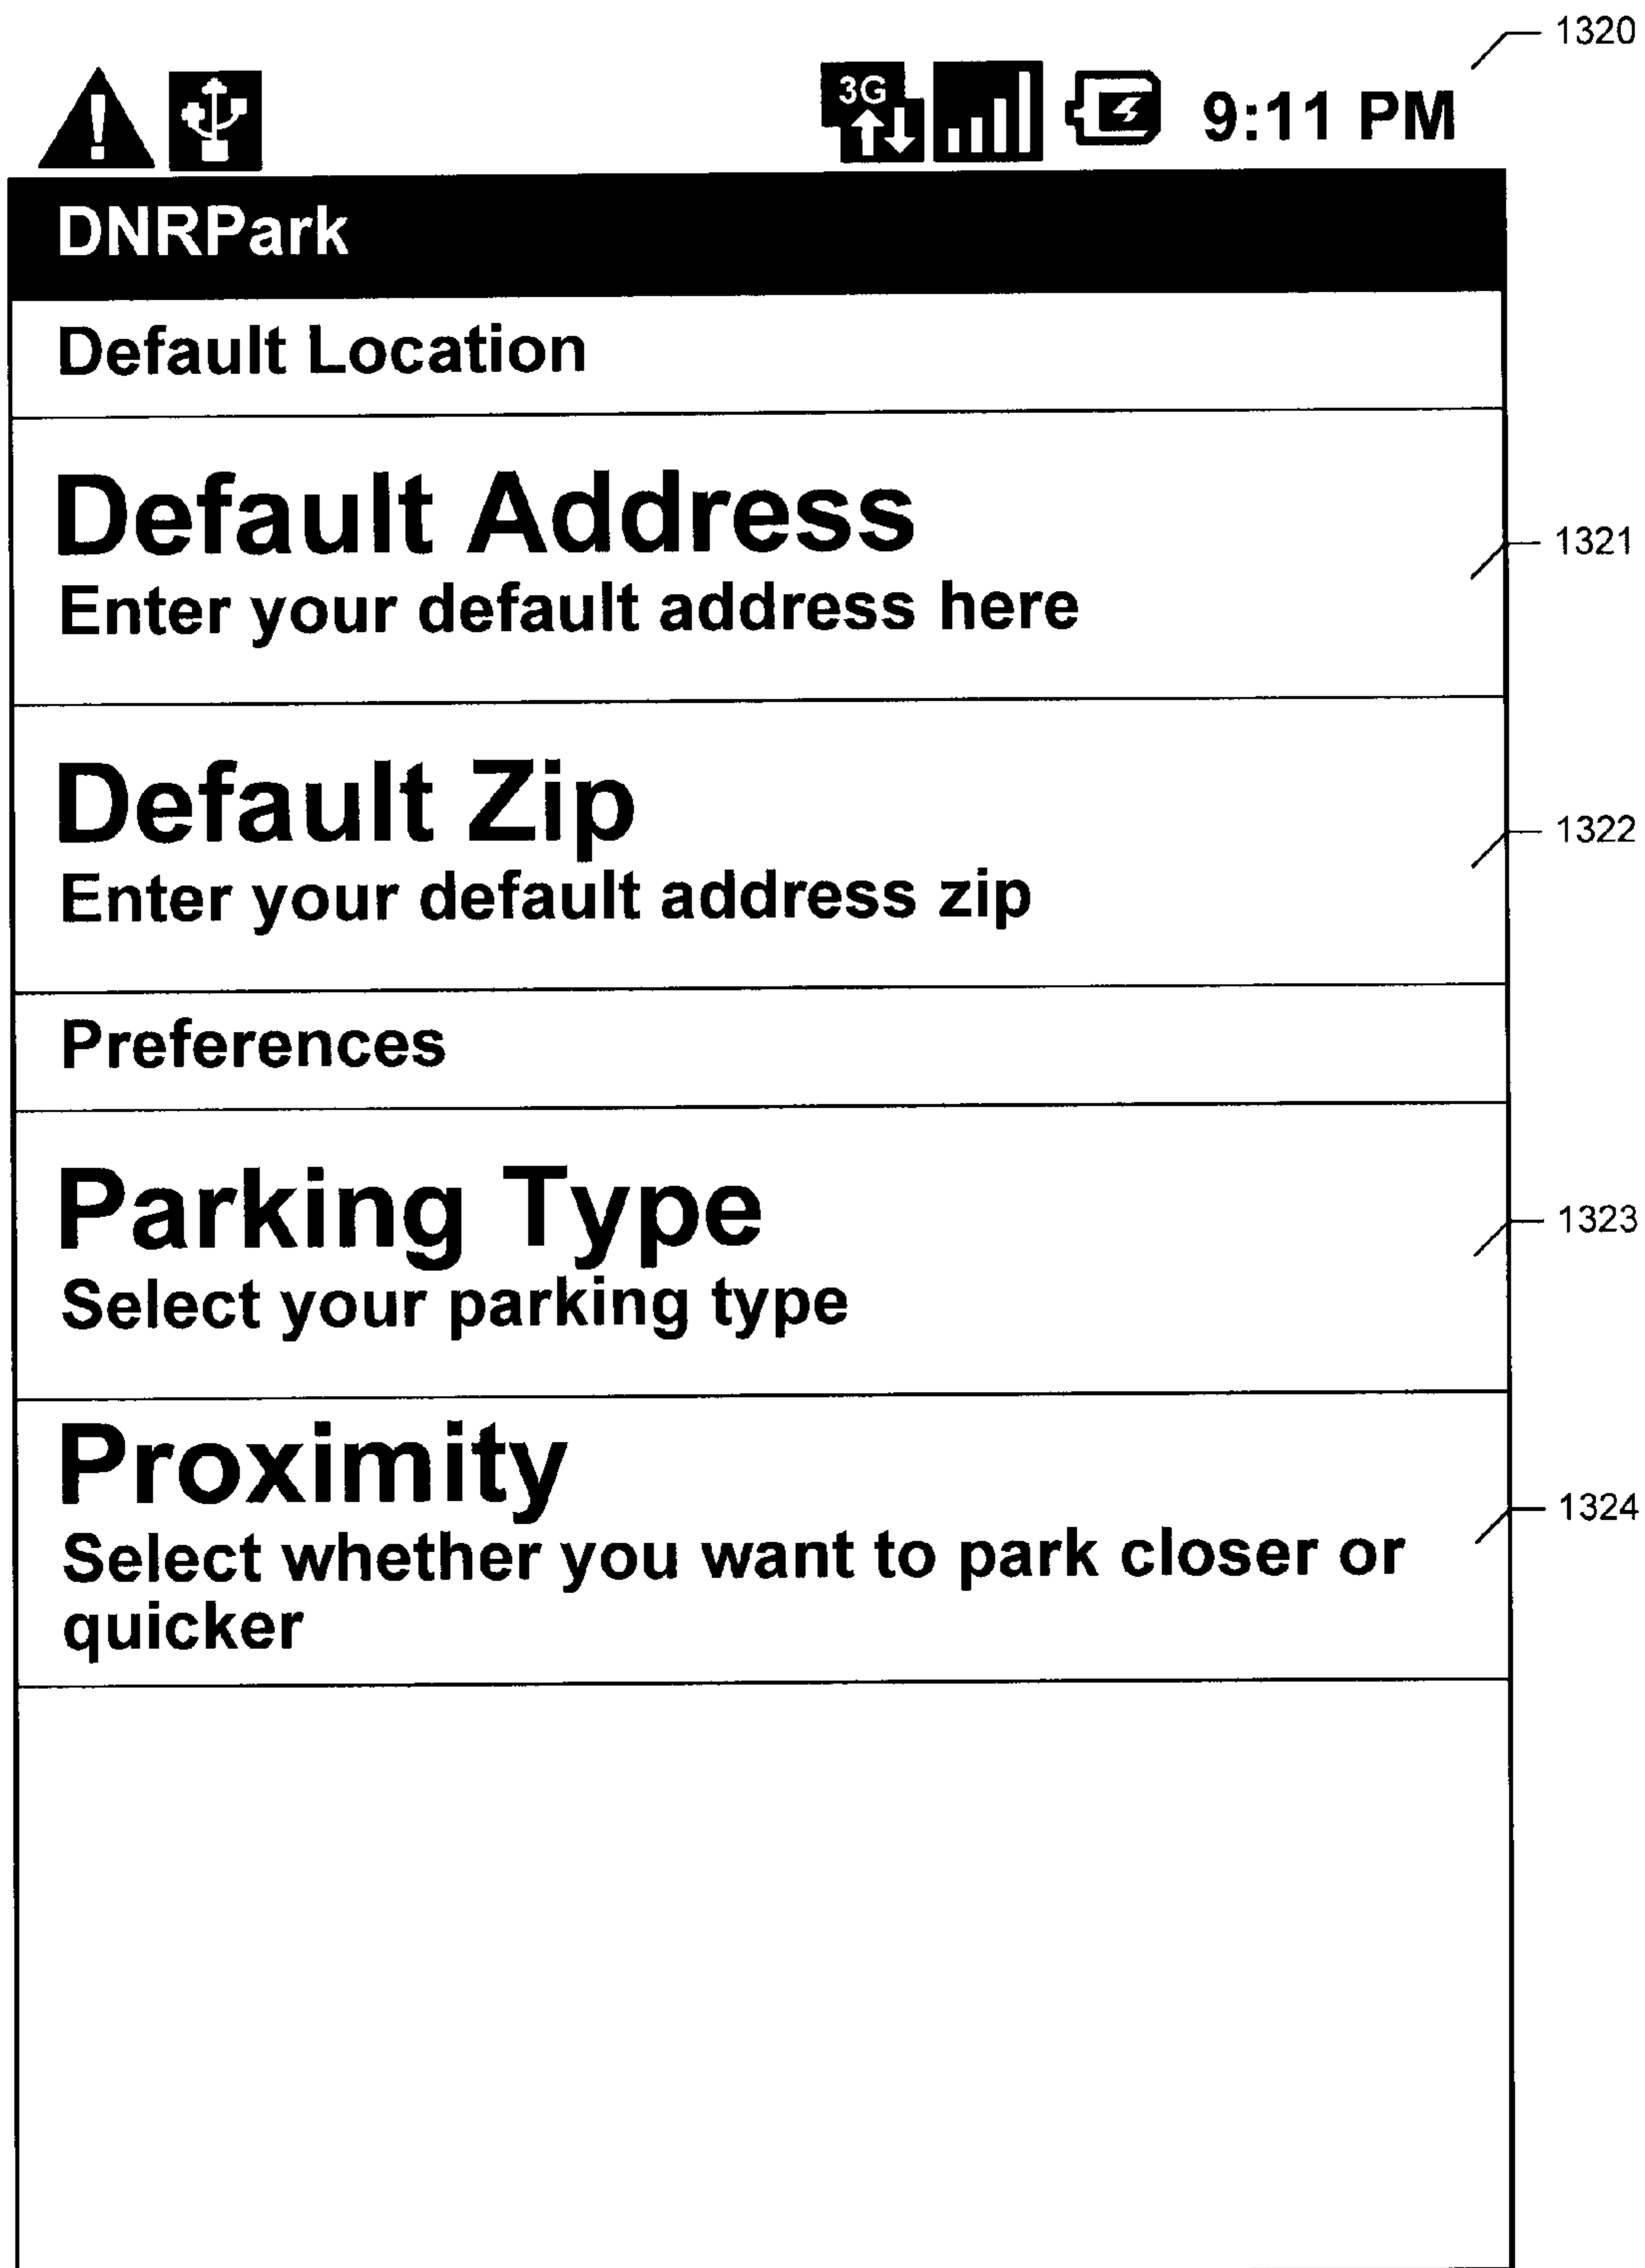 1320
3G
9:11 PM
DNRPark
Default Location
Default Address
1321
Enter your default address here
Default Zip
1322
Enter your default address zip
Preferences
Parking Type
1323
Select your parking type
Proximity
1324
Select whether you want to park closer or
quicker